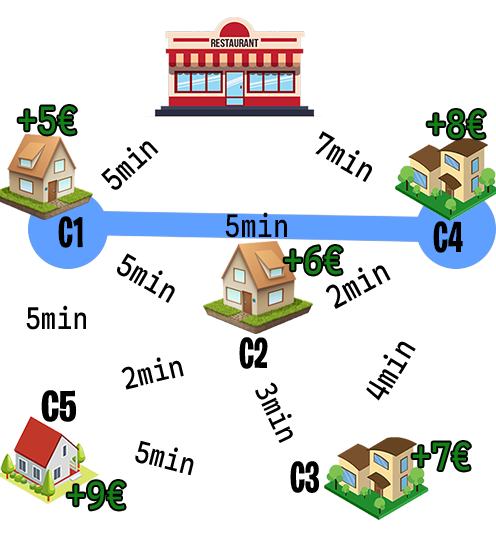 RESTAURANT
+5€
+8€
5min
7min
C1
5min
C4
+6€
5min
2min
5min
C2
2min
4min
C5
3min
5min
C3
+7€
+9€